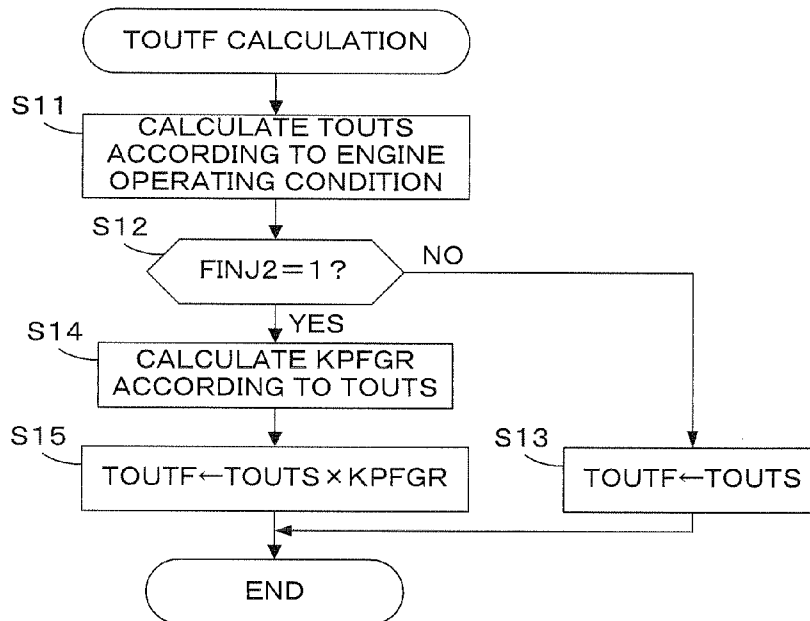 TOUTF CALCULATION
S11
CALCULATE TOUTS
ACCORDING TO ENGINE
OPERATING CONDITION
S12
FINJ2=1?
NO
YES
S14
CALCULATE KPFGR
ACCORDING TO TOUTS
S15
TOUTF←TOUTS×KPFGR
S13
TOUTF←TOUTS
END